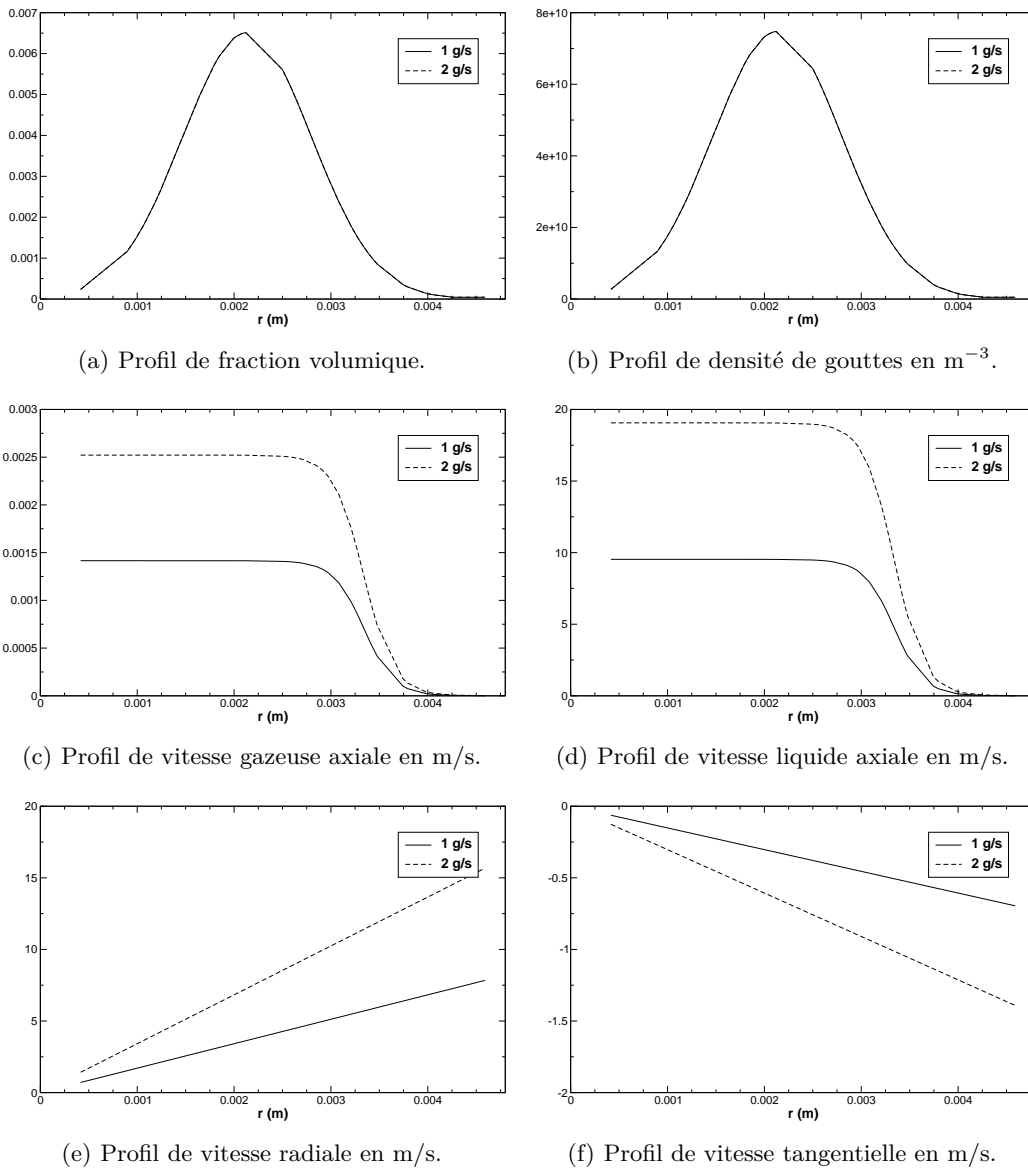 0.007
0.006
0.005
0.004
0.003
0.002
0.001
0
0 0.001 0.002 0.003 0.004
r (m)
1 g/s
2 g/s
(a) Profil de fraction volumique.
8e+10
6e+10
4e+10
2e+10
0
0 0.001 0.002 0.003 0.004
r (m)
1 g/s
2 g/s
(b) Profil de densité de gouttes en m⁻³.
0.003
0.0025
0.002
0.0015
0.001
0.0005
0
0 0.001 0.002 0.003 0.004
r (m)
1 g/s
2 g/s
(c) Profil de vitesse gazeuse axiale en m/s.
20
15
10
5
0
0 0.001 0.002 0.003 0.004
r (m)
1 g/s
2 g/s
(d) Profil de vitesse liquide axiale en m/s.
20
15
10
5
0
0 0.001 0.002 0.003 0.004
r (m)
1 g/s
2 g/s
(e) Profil de vitesse radiale en m/s.
0
-0.5
-1
-1.5
-2
0 0.001 0.002 0.003 0.004
r (m)
1 g/s
2 g/s
(f) Profil de vitesse tangentielle en m/s.